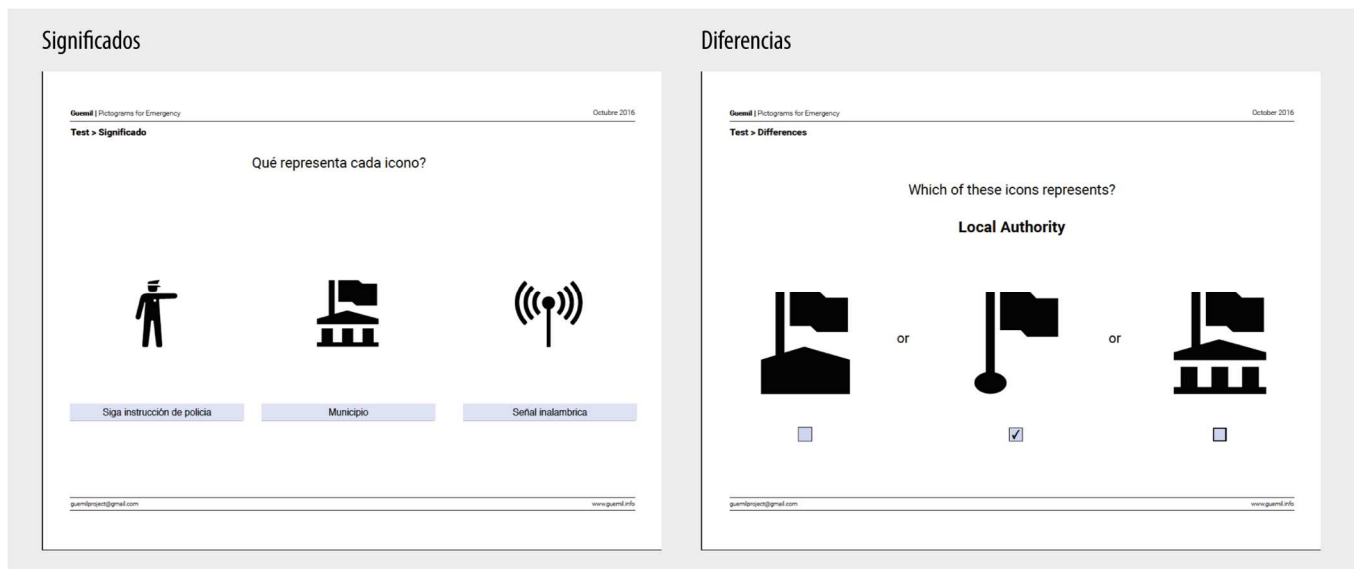 Significados
Guemil | Pictograms for Emergency
Octubre 2016
Test > Significado
Qué representa cada icono?
Siga instrucción de policia
Municipio
Señal inalambrica
guemilproject@gmail.com
www.guemil.info
Diferencias
Guemil | Pictograms for Emergency
October 2016
Test > Differences
Which of these icons represents?
Local Authority
or
or
guemilproject@gmail.com
www.guemil.info